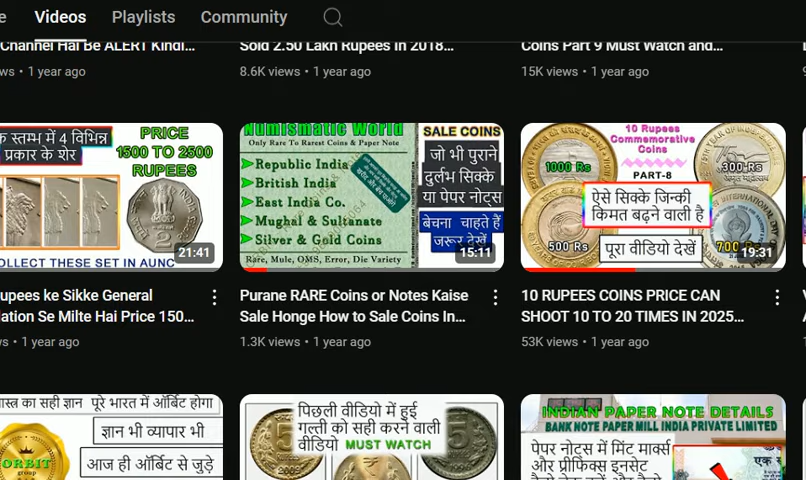 Videos
Playlists
Community
Channel Hai Be ALERT Kindl...
1 year ago
Sold 2.50 Lakh Rupees In 2018...
8.6K views • 1 year ago
Coins Part 9 Must Watch and...
15K views • 1 year ago
स्तम्भ में 4 विभिन्न
प्रकार के शेर
PRICE
1500 TO 2500
RUPEES
OLLECT THESE SET IN AUNC
21:41
upees ke Sikke General
ation Se Milte Hai Price 150...
1 year ago
Numismatic World
Only Rare To Rarest Coins & Paper Note
Republic India
British India
East India Co.
Mughal & Sultanate
Silver & Gold Coins
Rare, Mule, OMS, Error, Die Variety
SALE COINS
जो भी पुराने
दुर्लभ सिक्के
या पेपर नोट्स
बेचना चाहते हैं
जरूर देखें
15:11
Purane RARE Coins or Notes Kaise
Sale Honge How to Sale Coins In...
1.3K views • 1 year ago
10 Rupees
Commemorative
Coins
PART-8
1000 Rs
300 Rs
ऐसे सिक्के जिन्की
किमत बढ़ने वाली है
500 Rs
पूरा वीडियो देखें
19:31
10 RUPEES COINS PRICE CAN
SHOOT 10 TO 20 TIMES IN 2025...
53K views • 1 year ago
का सही ज्ञान पूरे भारत में ऑर्बिट होगा
ज्ञान भी व्यापार भी
आज ही ऑर्बिट से जुड़े
ORBIT
group
पिछली वीडियो में हुई
गल्ती को सही करने वाली
वीडियो MUST WATCH
INDIAN PAPER NOTE DETAILS
BANK NOTE PAPER MILL INDIA PRIVATE LIMITED
पेपर नोट्स में मिंट मार्क्स
और प्रीफिक्स इनसेट